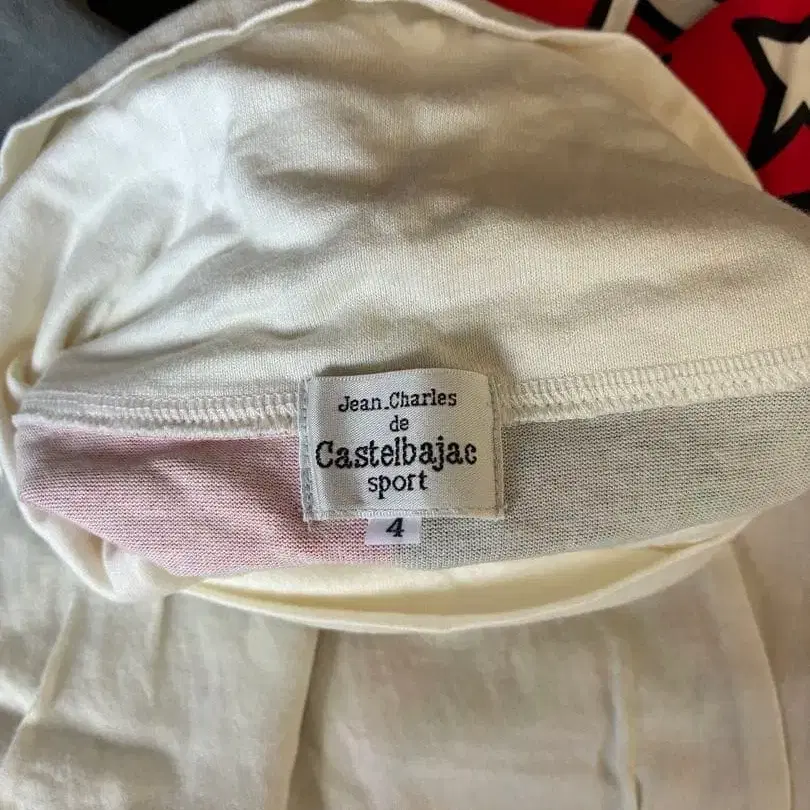 Jean.Charles
de
Castelbajac
sport
4